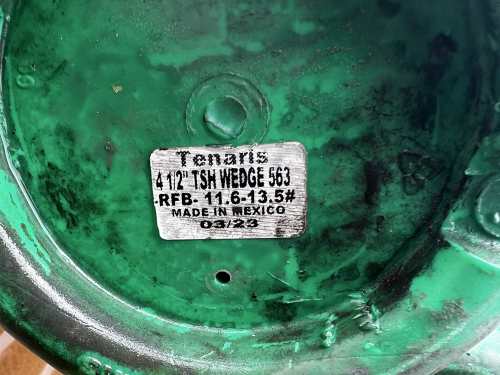 Tenaris
4 1/2" TSH WEDGE 563
-RFB- 11.6-13.5#
MADE IN MEXICO
03/23